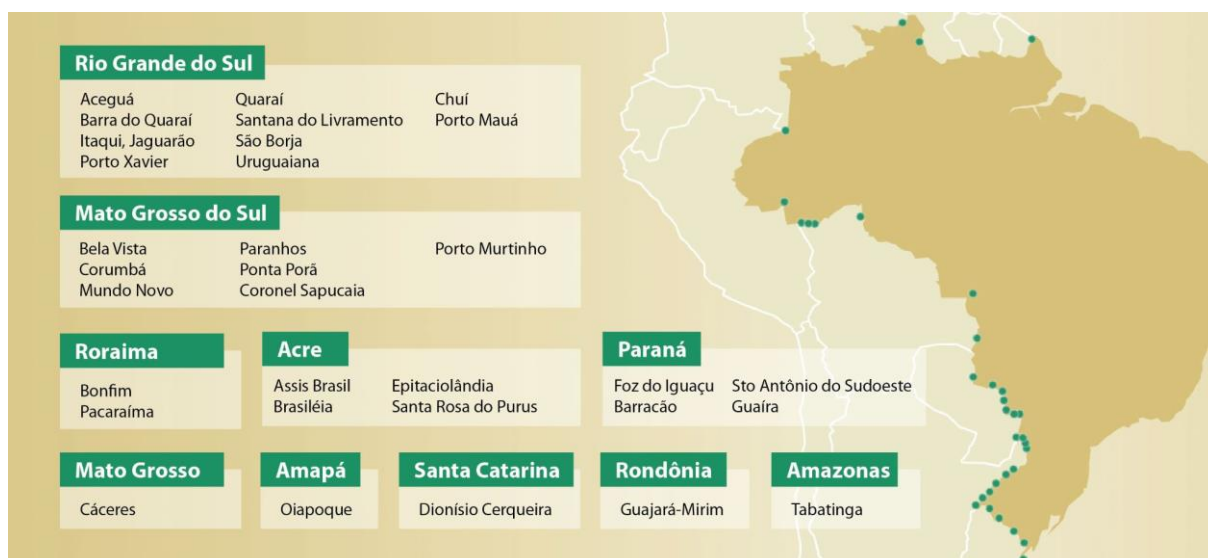 Rio Grande do Sul
Aceguá
Barra do Quaraí
Itaqui, Jaguarão
Porto Xavier
Quaraí
Santana do Livramento
São Borja
Uruguaiana
Chuí
Porto Mauá
Mato Grosso do Sul
Bela Vista
Corumbá
Mundo Novo
Paranhos
Ponta Porã
Coronel Sapucaia
Porto Murtinho
Roraima
Bonfim
Pacaraíma
Acre
Assis Brasil
Brasiléia
Epitaciolândia
Santa Rosa do Purus
Paraná
Foz do Iguaçu
Barracão
Sto Antônio do Sudoeste
Guaíra
Mato Grosso
Cáceres
Amapá
Oiapoque
Santa Catarina
Dionísio Cerqueira
Rondônia
Guajará-Mirim
Amazonas
Tabatinga